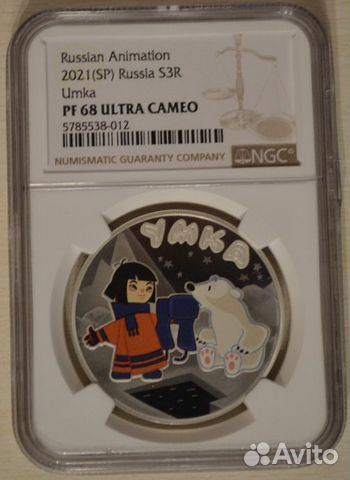 Russian Animation
2021(SP) Russia S3R
Umka
PF 68 ULTRA CAMEO
5785538-012
NUMISMATIC GUARANTY COMPANY NGC®
УМКА
Avito